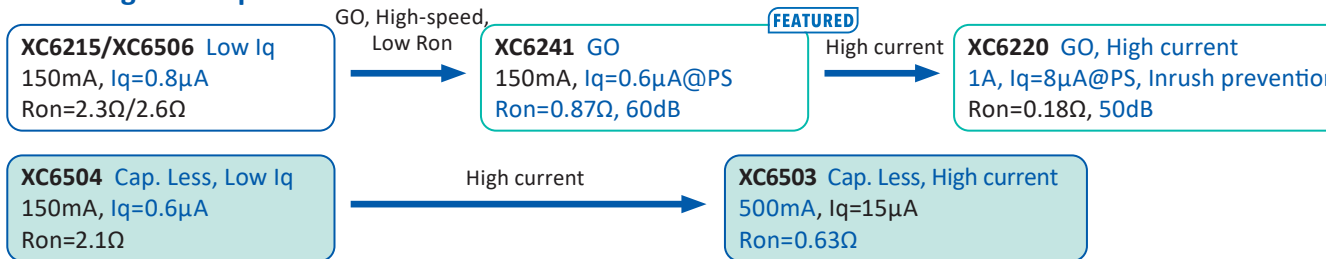 GO, High-speed,
Low Ron
FEATURED
High current
XC6215/XC6506 Low Iq
150mA, Iq=0.8µA
Ron=2.3Ω/2.6Ω
XC6241 GO
150mA, Iq=0.6µA@PS
Ron=0.87Ω, 60dB
XC6220 GO, High current
1A, Iq=8µA@PS, Inrush prevention
Ron=0.18Ω, 50dB
XC6504 Cap. Less, Low Iq
150mA, Iq=0.6µA
Ron=2.1Ω
High current
XC6503 Cap. Less, High current
500mA, Iq=15µA
Ron=0.63Ω